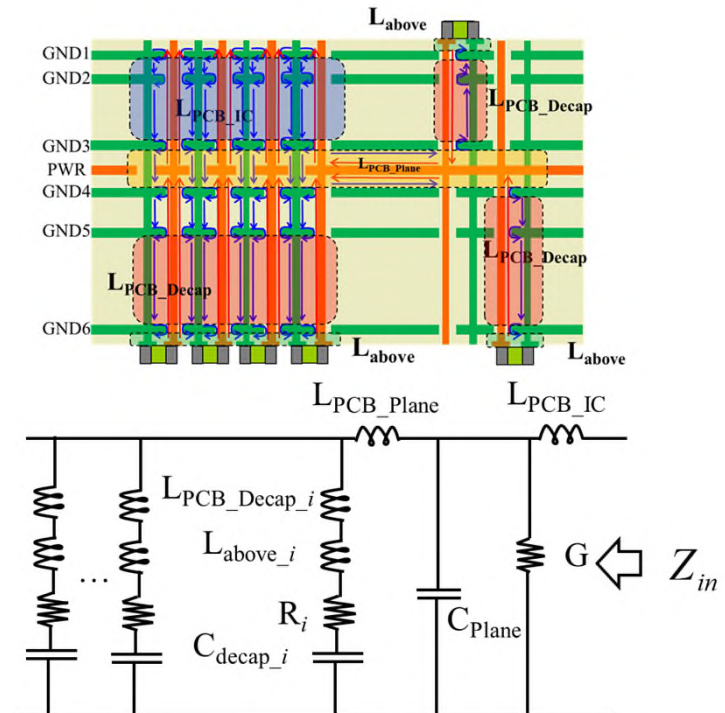 L_above
GND1
GND2
L_PCB_IC
L_PCB_Decap
GND3
PWR
L_PCB_Plane
GND4
GND5
L_PCB_Decap
L_PCB_Decap
GND6
L_above
L_above
L_PCB_Plane
L_PCB_IC
L_PCB_Decap_i
L_above_i
...
R_i
C_decap_i
C_Plane
G
Z_in